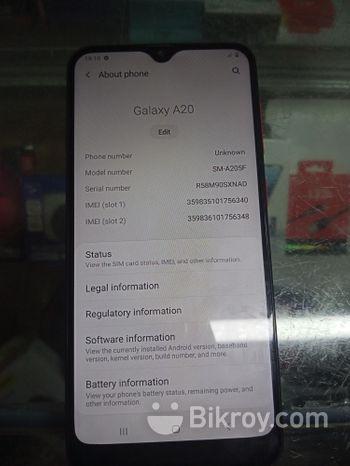 18:10
About phone
Galaxy A20
Edit
Phone number Unknown
Model number SM-A205F
Serial number R58M90SXNAD
IMEI (slot 1) 359835101756340
IMEI (slot 2) 359836101756348
Status
View the SIM card status, IMEI, and other information.
Legal information
Regulatory information
Software information
View the currently installed Android version, baseband
version, kernel version, build number, and more.
Battery information
View your phone's battery status, remaining power, and
other information.
Bikroy.com